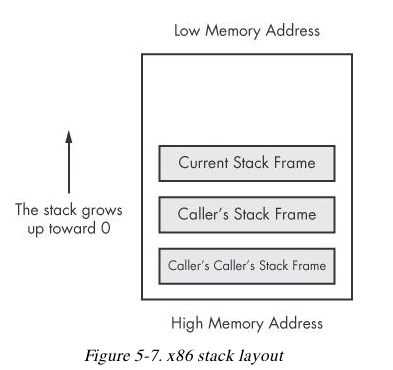 Low Memory Address
Current Stack Frame
The stack grows
up toward 0
Caller's Stack Frame
Caller's Caller's Stack Frame
High Memory Address
Figure 5-7. x86 stack layout